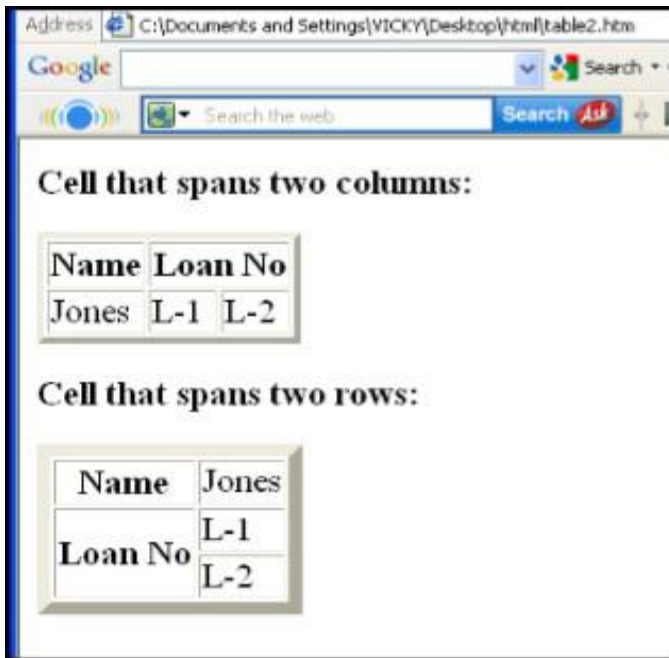 Address C:\Documents and Settings\VICKY\Desktop\html\table2.htm
Google Search
Search the web Search Ask
Cell that spans two columns:
Name Loan No
Jones L-1 L-2
Cell that spans two rows:
Name Jones
Loan No L-1
L-2